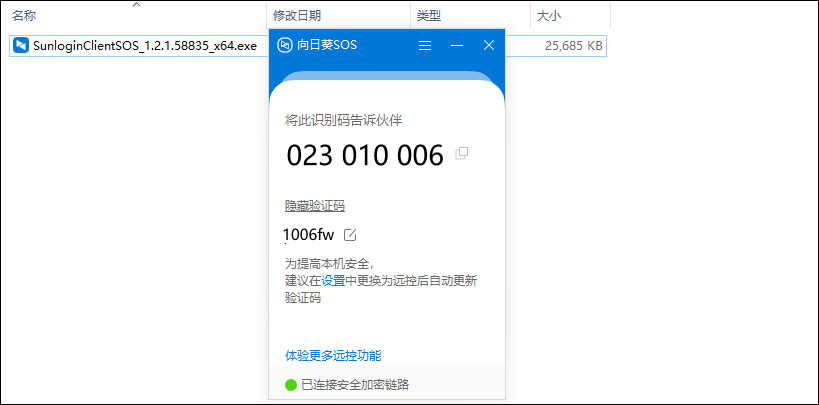 名称 修改日期 类型 大小
SunloginClientSOS_1.2.1.58835_x64.exe 25,685 KB
向日葵SOS
将此识别码告诉伙伴
023 010 006
隐藏验证码
1006fw
为提高本机安全，
建议在设置中更换为远控后自动更新
验证码
体验更多远控功能
已连接安全加密链路